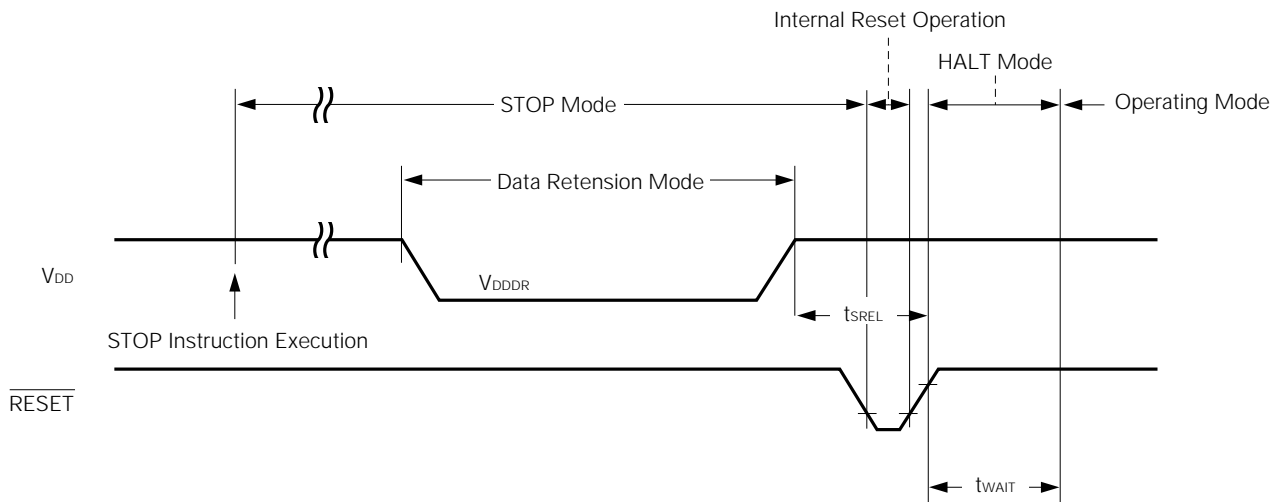 Internal Reset Operation
HALT Mode
STOP Mode
Operating Mode
Data Retension Mode
VDD
VDDDR
tSREL
STOP Instruction Execution
RESET
tWAIT